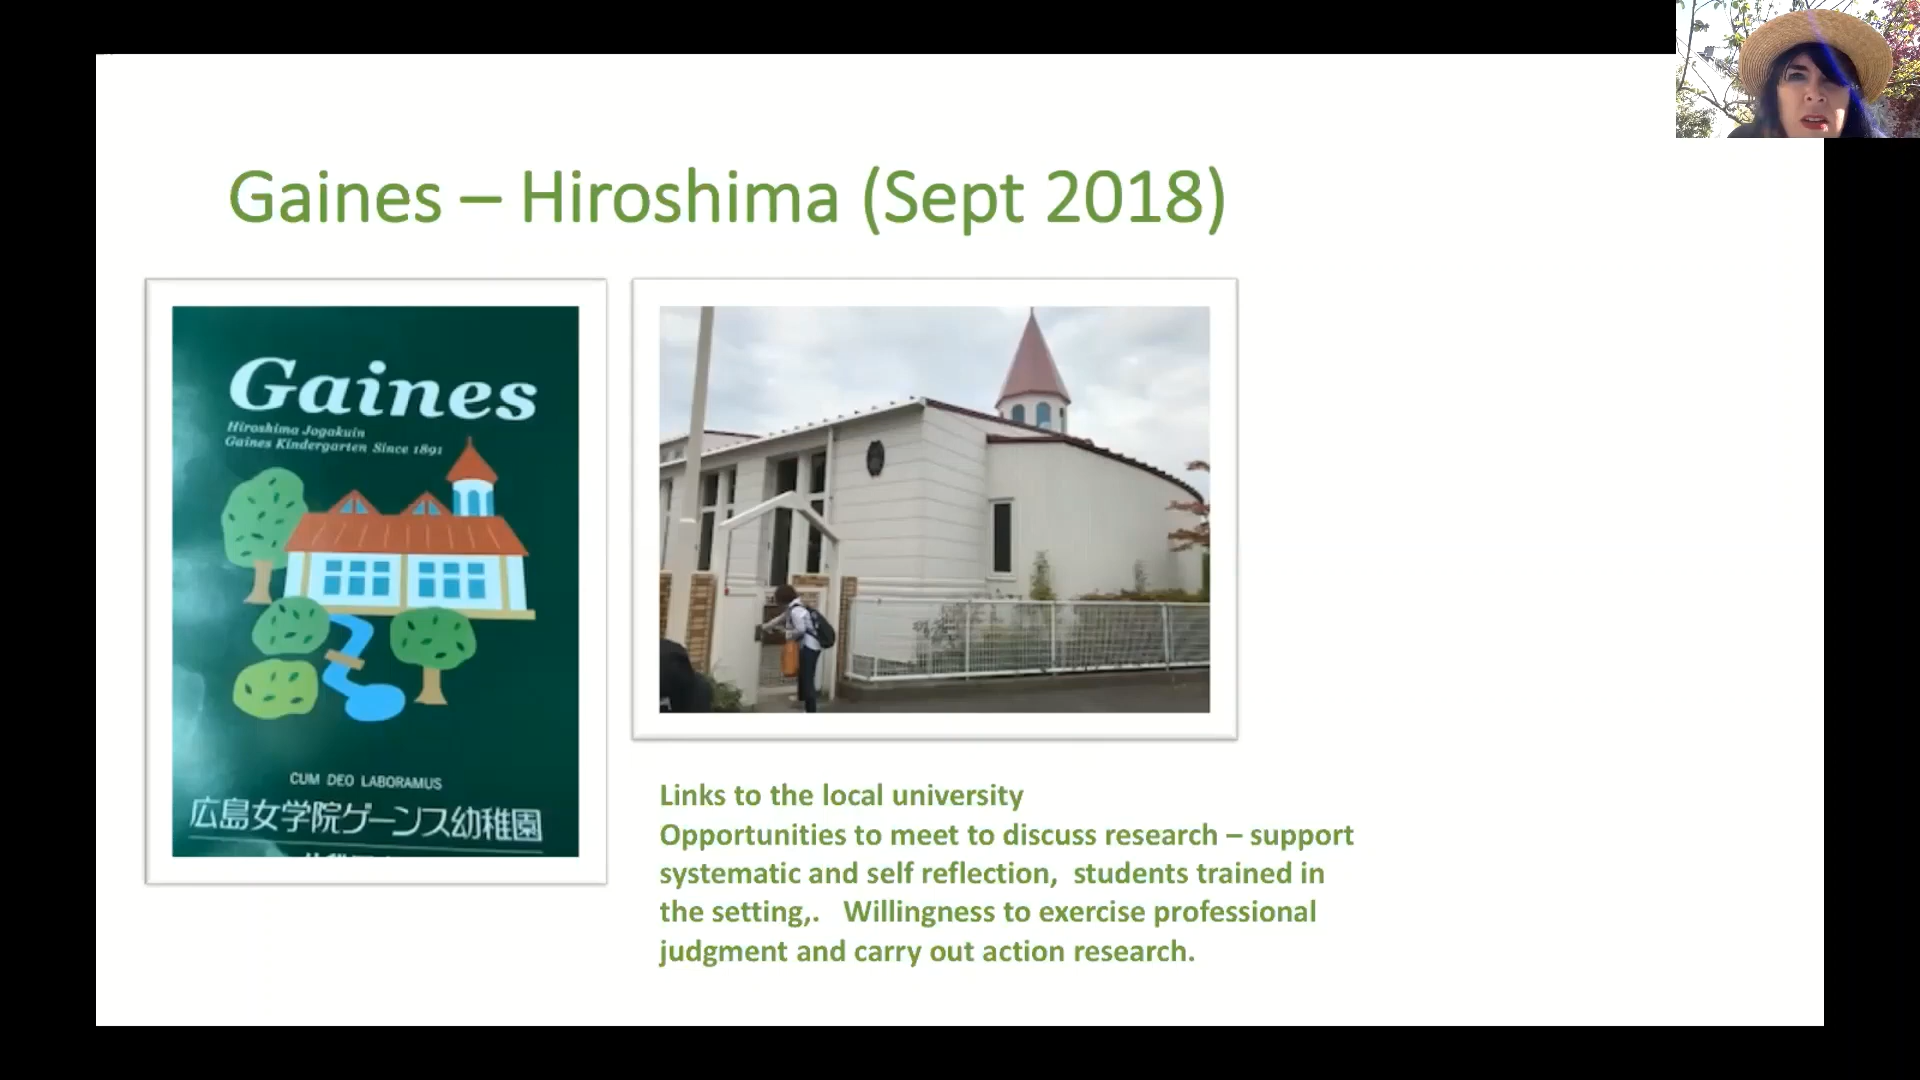 Gaines – Hiroshima (Sept 2018)
Gaines
Hiroshima Jogakuin
Gaines Kindergarten Since 1891
CUM DEO LABORAMUS
広島女学院ゲーンス幼稚園
Links to the local university
Opportunities to meet to discuss research – support
systematic and self reflection,  students trained in
the setting,.   Willingness to exercise professional
judgment and carry out action research.